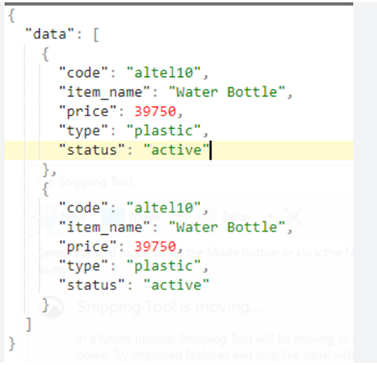 {
"data": [
{
"code": "altel10",
"item_name": "Water Bottle",
"price": 39750,
"type": "plastic",
"status": "active"
},
Snipping Tool
{
"code": "altel10",
"item_name": "Water Bottle",
"price": 39750,
"type": "plastic",
"status": "active"
}
Snipping Tool is moving...
]
In a future update, Snipping Tool will be moving to
}
home. Try improved features and snip like usual with